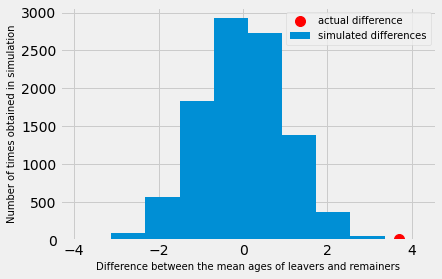 3000
2500
2000
1500
1000
500
0
actual difference
simulated differences
−4 −2 0 2 4
Number of times obtained in simulation
Difference between the mean ages of leavers and remainers